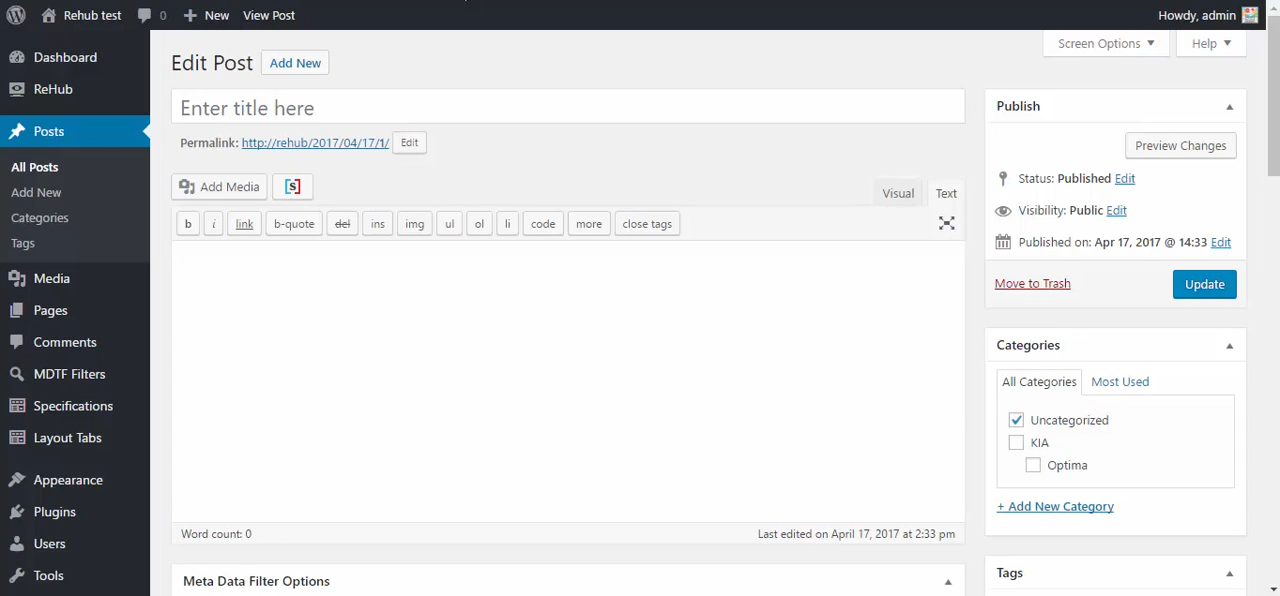 Rehub test 0 New View Post Howdy, admin
Dashboard
ReHub
Posts
All Posts
Add New
Categories
Tags
Media
Pages
Comments
MDTF Filters
Specifications
Layout Tabs
Appearance
Plugins
Users
Tools
Screen Options Help
Edit Post Add New
Enter title here
Permalink: http://rehub/2017/04/17/1/ Edit
Add Media [S]
Visual Text
b i link b-quote del ins img ul ol li code more close tags
Word count: 0 Last edited on April 17, 2017 at 2:33 pm
Meta Data Filter Options
Publish
Preview Changes
Status: Published Edit
Visibility: Public Edit
Published on: Apr 17, 2017 @ 14:33 Edit
Move to Trash Update
Categories
All Categories Most Used
Uncategorized
KIA
Optima
+ Add New Category
Tags